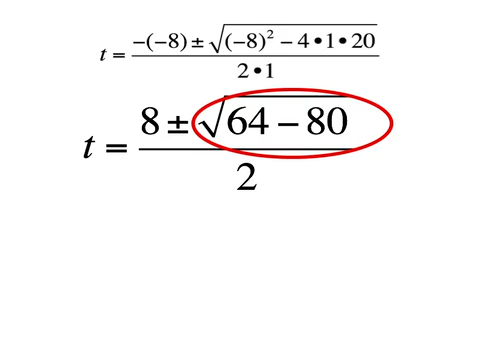 t = (-(-8) ± √((-8)² - 4•1•20)) / (2•1)
t = (8 ± √(64 - 80)) / 2